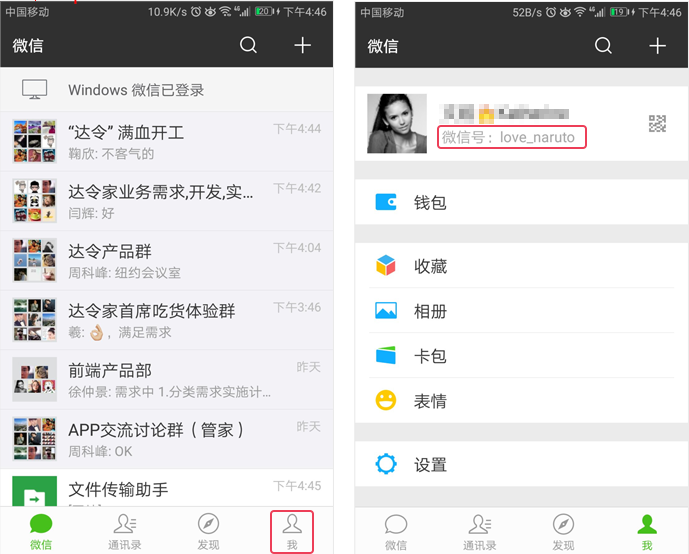 中国移动 10.9K/s 4G 20 下午4:46
微信
Windows 微信已登录
“达令” 满血开工 下午4:44
鞠欣: 不客气的
达令家业务需求,开发,实... 下午4:42
闫辉: 好
达令产品群 下午4:04
周科峰: 纽约会议室
达令家首席吃货体验群 下午3:46
羲: 👌🏼，满足需求
前端产品部 昨天
徐仲景: 需求中 1.分类需求实施计...
APP交流讨论群（管家） 昨天
周科峰: OK
文件传输助手 下午4:45
微信 通讯录 发现 我
中国移动 52B/s 4G 19 下午4:46
微信
微信号：love_naruto
钱包
收藏
相册
卡包
表情
设置
微信 通讯录 发现 我